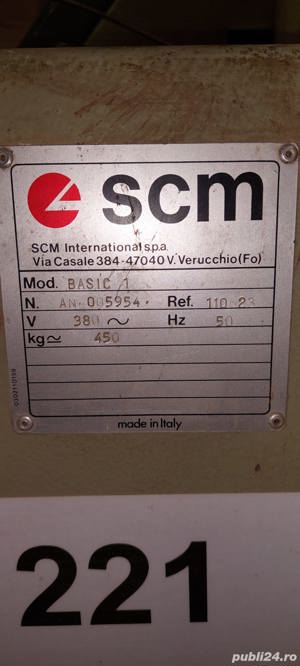 scm
SCM International s.p.a.
Via Casale 384-47040 V. Verucchio (Fo)
Mod. BASIC 1
N. AN·005954· Ref. 110 23
V 380 ~ Hz 50
kg≃ 450
0302110159
made in Italy
221
publi24.ro